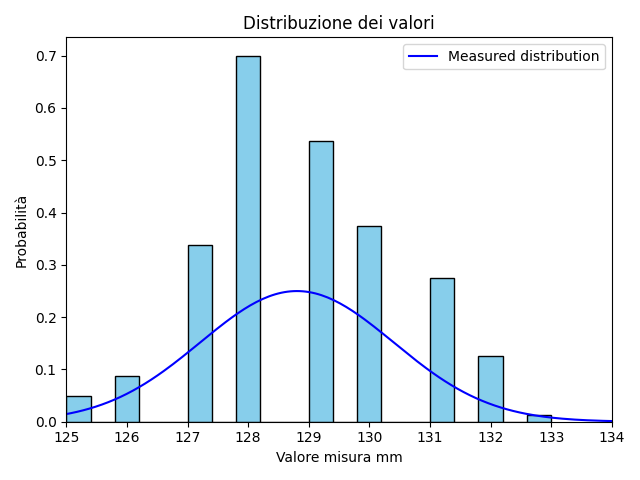 Distribuzione dei valori
Measured distribution
Probabilità
0.7
0.6
0.5
0.4
0.3
0.2
0.1
0.0
125 126 127 128 129 130 131 132 133 134
Valore misura mm